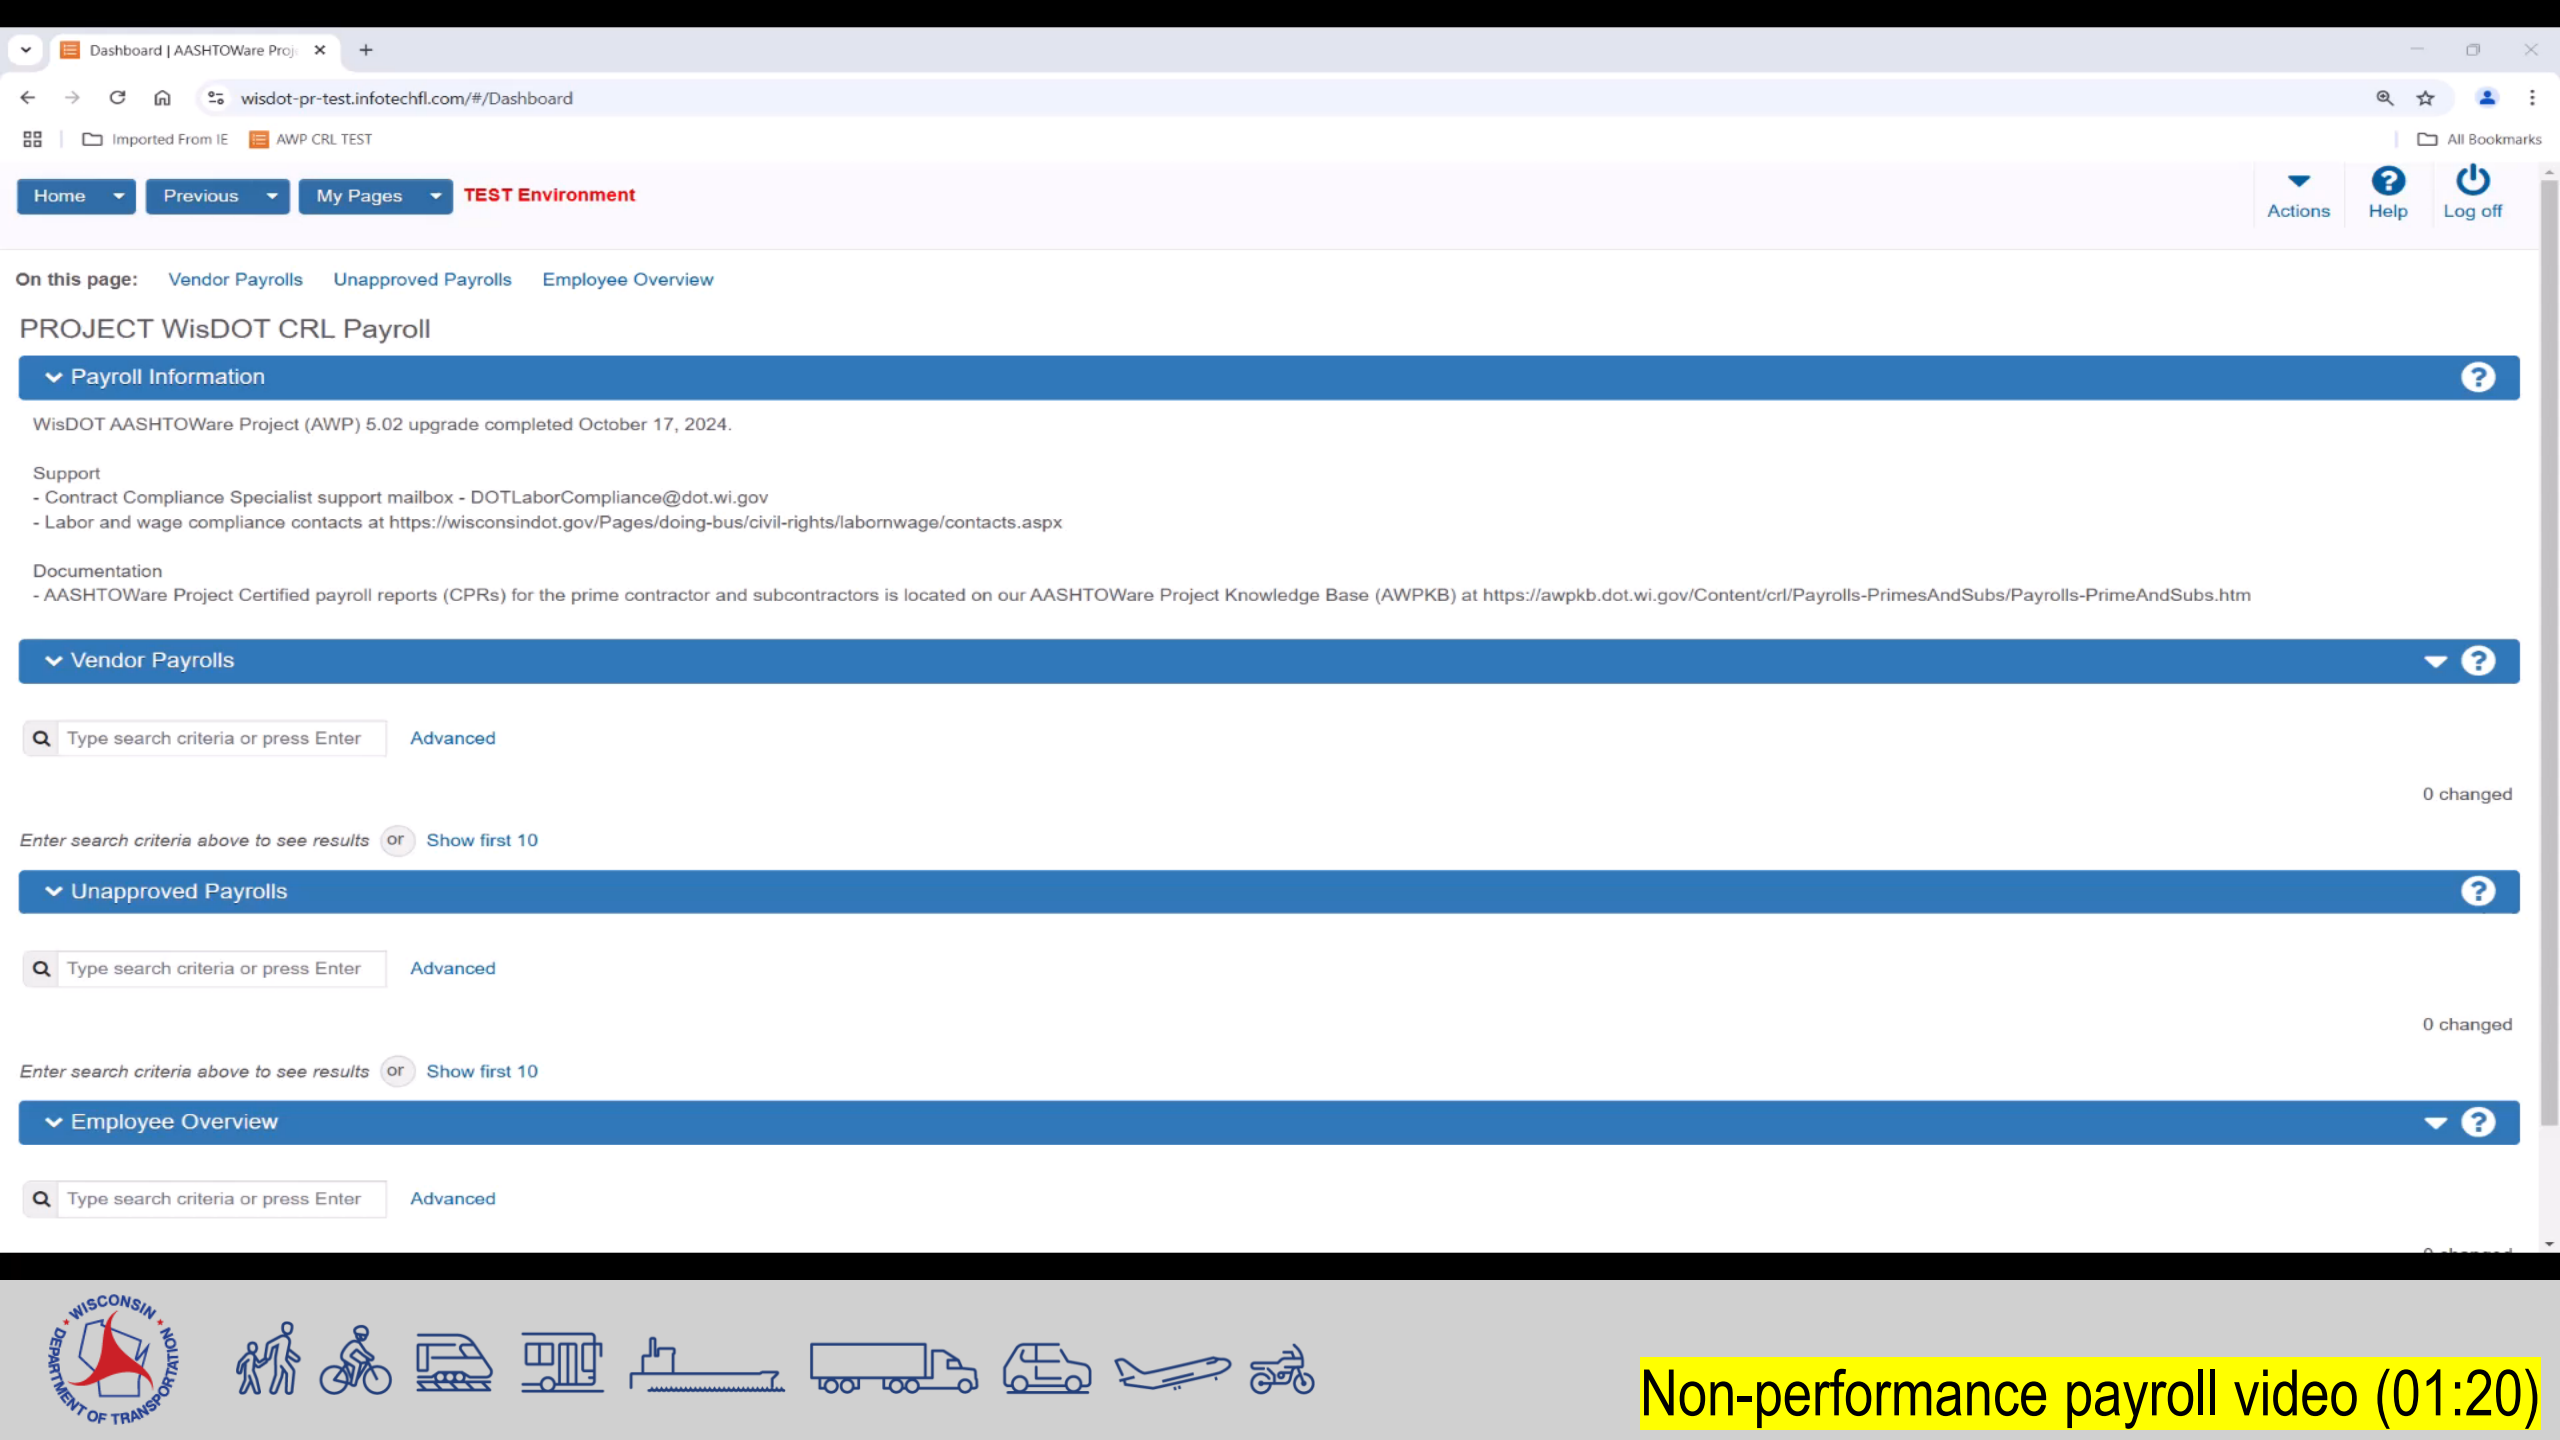 Dashboard | AASHTOWare Proj
wisdot-pr-test.infotechfl.com/#/Dashboard
Imported From IE AWP CRL TEST All Bookmarks
Home Previous My Pages TEST Environment
Actions Help Log off
On this page: Vendor Payrolls Unapproved Payrolls Employee Overview
PROJECT WisDOT CRL Payroll
Payroll Information
WisDOT AASHTOWare Project (AWP) 5.02 upgrade completed October 17, 2024.
Support
- Contract Compliance Specialist support mailbox - DOTLaborCompliance@dot.wi.gov
- Labor and wage compliance contacts at https://wisconsindot.gov/Pages/doing-bus/civil-rights/labornwage/contacts.aspx
Documentation
- AASHTOWare Project Certified payroll reports (CPRs) for the prime contractor and subcontractors is located on our AASHTOWare Project Knowledge Base (AWPKB) at https://awpkb.dot.wi.gov/Content/crl/Payrolls-PrimesAndSubs/Payrolls-PrimeAndSubs.htm
Vendor Payrolls
Type search criteria or press Enter Advanced
0 changed
Enter search criteria above to see results or Show first 10
Unapproved Payrolls
Type search criteria or press Enter Advanced
0 changed
Enter search criteria above to see results or Show first 10
Employee Overview
Type search criteria or press Enter Advanced
WISCONSIN DEPARTMENT OF TRANSPORTATION
Non-performance payroll video (01:20)